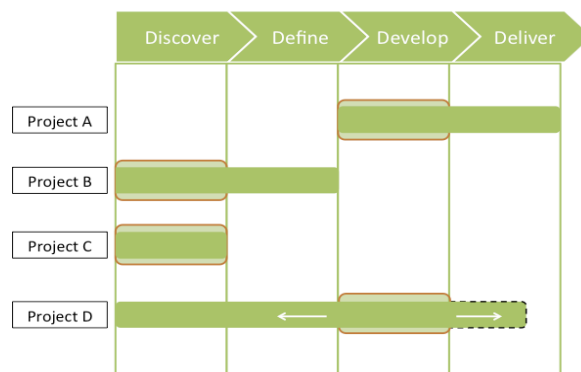 Discover Define Develop Deliver
Project A
Project B
Project C
Project D